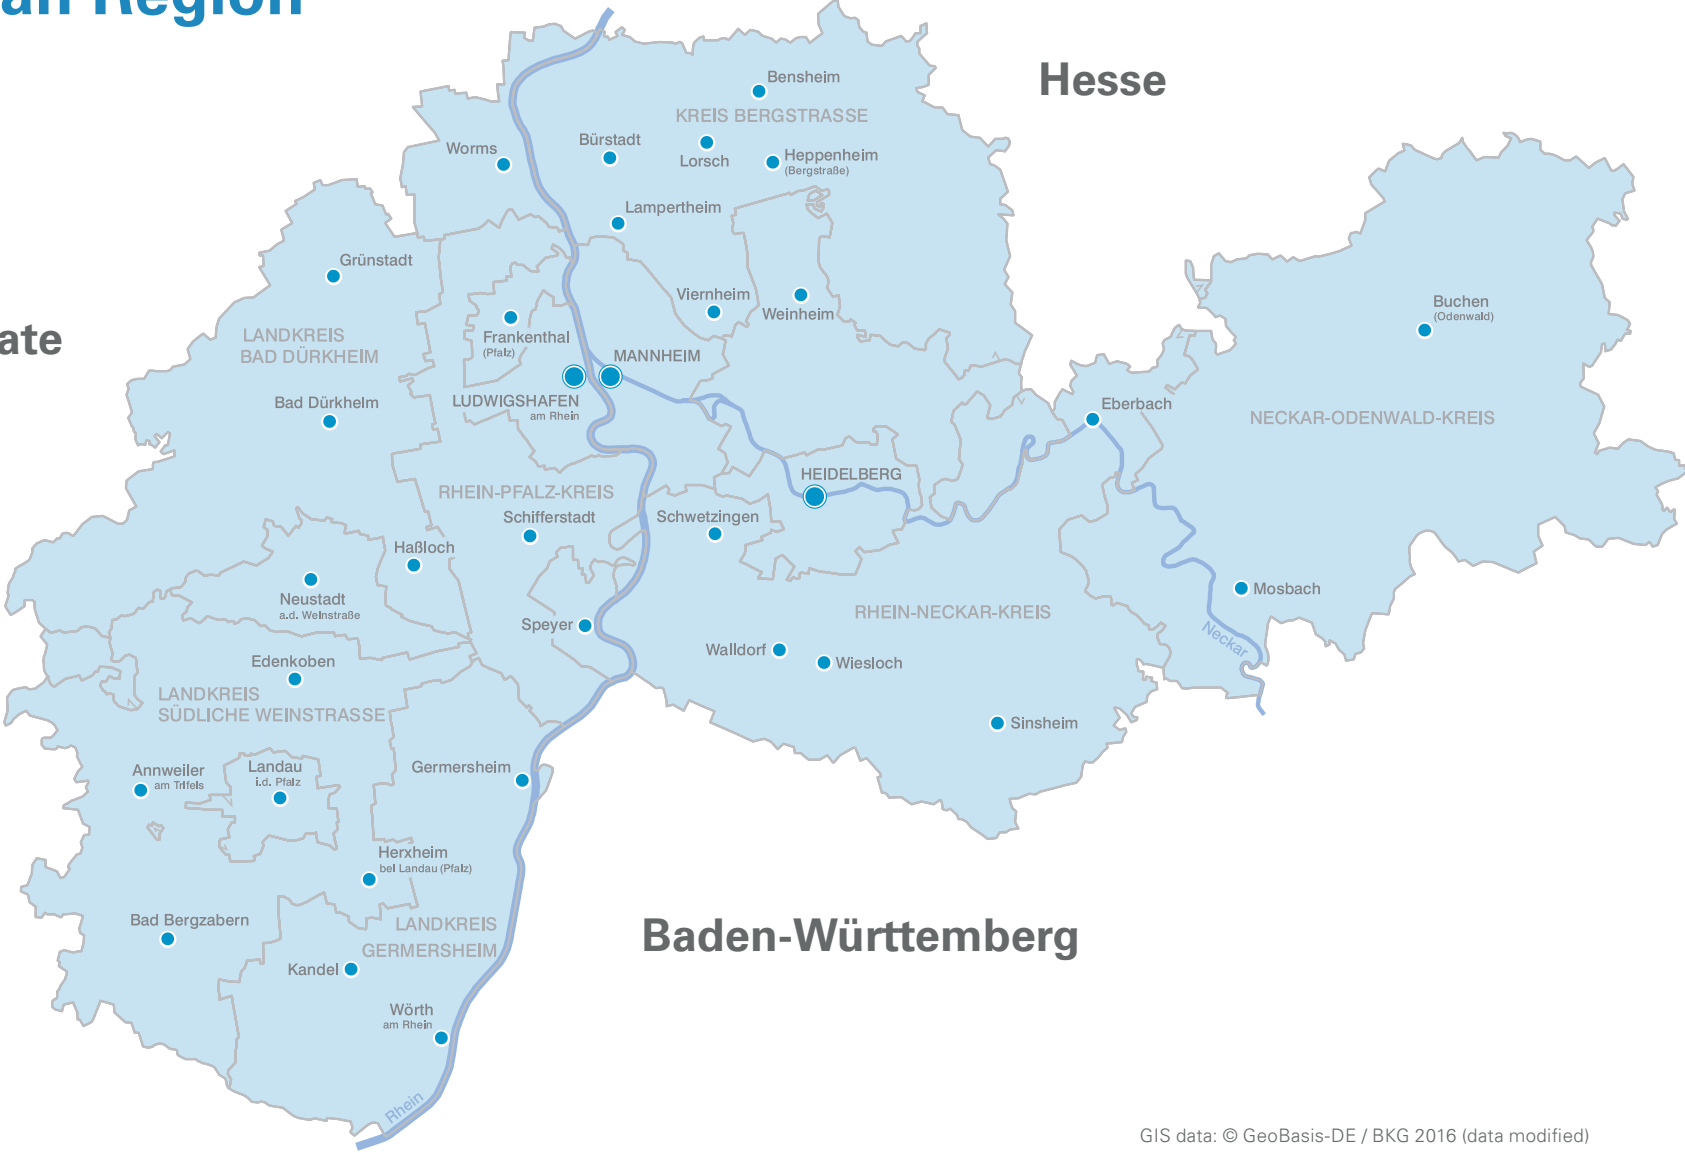 an Region
Hesse
Bensheim
KREIS BERGSTRASSE
Bürstadt
Worms
Lorsch
Heppenheim
(Bergstraße)
Lampertheim
Grünstadt
Viernheim
Weinheim
Buchen
(Odenwald)
ate
LANDKREIS
BAD DÜRKHEIM
Frankenthal
(Pfalz)
MANNHEIM
LUDWIGSHAFEN
am Rhein
Bad Dürkheim
Eberbach
NECKAR-ODENWALD-KREIS
HEIDELBERG
RHEIN-PFALZ-KREIS
Schifferstadt
Schwetzingen
Haßloch
Neustadt
a.d. Weinstraße
Mosbach
RHEIN-NECKAR-KREIS
Speyer
Neckar
Walldorf
Wiesloch
Edenkoben
LANDKREIS
SÜDLICHE WEINSTRASSE
Sinsheim
Annweiler
am Trifels
Landau
i.d. Pfalz
Germersheim
Herxheim
bei Landau (Pfalz)
Bad Bergzabern
LANDKREIS
GERMERSHEIM
Baden-Württemberg
Kandel
Wörth
am Rhein
Rhein
GIS data: © GeoBasis-DE / BKG 2016 (data modified)